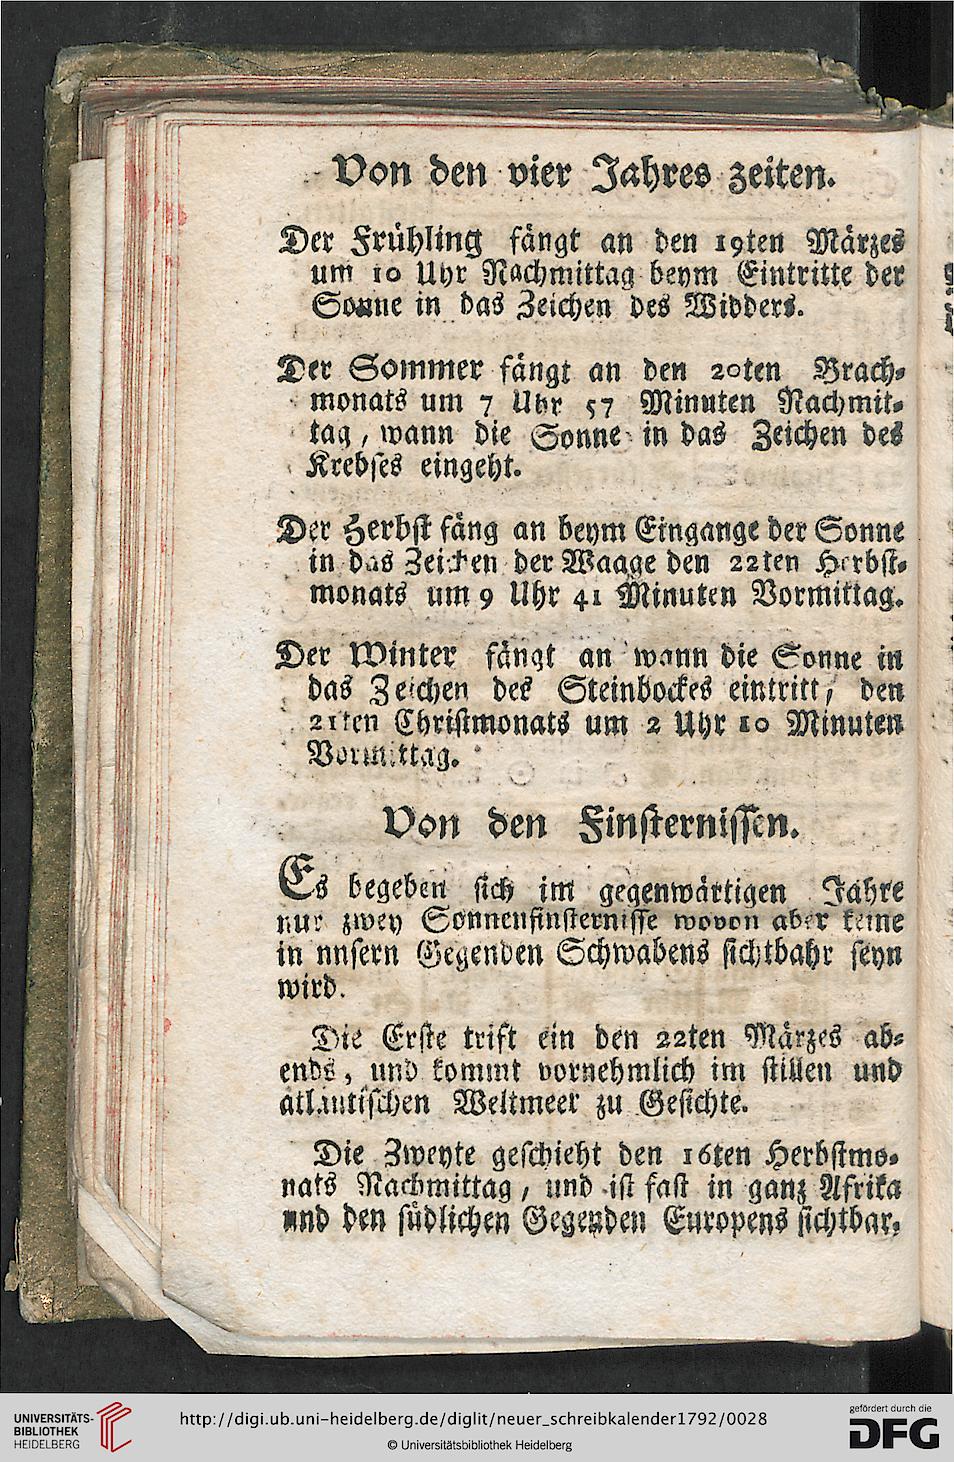 Von den vier Jahres zeiten.
Der Frühling fängt an den 19ten Märzes
um 10 Uhr Nachmittag beym Eintritte der
Sonne in das Zeichen des Widders.
Der Sommer fängt an den 20ten Brach⸗
monats um 7 Uhr 57 Minuten Nachmit⸗
tag, wann die Sonne in das Zeichen des
Krebses eingeht.
Der Herbst fäng an beym Eingange der Sonne
in das Zeichen der Waage den 22ten Herbst⸗
monats um 9 Uhr 41 Minuten Vormittag.
Der Winter fängt an wann die Sonne in
das Zeichen des Steinbockes eintritt, den
21ten Christmonats um 2 Uhr 10 Minuten
Vormittag.
Von den Finsternissen.
Es begeben sich im gegenwärtigen Jahre
nur zwey Sonnenfinsternisse wovon aber keine
in nnsern Gegenden Schwabens sichtbahr seyn
wird.
Die Erste trift ein den 22ten Märzes ab⸗
ends, und kommt vornehmlich im stillen und
atlantischen Weltmeer zu Gesichte.
Die Zweyte geschieht den 16ten Herbstmo⸗
nats Nachmittag, und ist fast in ganz Afrika
und den südlichen Gegenden Europens sichtbar,
UNIVERSITÄTS-
BIBLIOTHEK
HEIDELBERG
http://digi.ub.uni-heidelberg.de/diglit/neuer_schreibkalender1792/0028
© Universitätsbibliothek Heidelberg
gefördert durch die
DFG